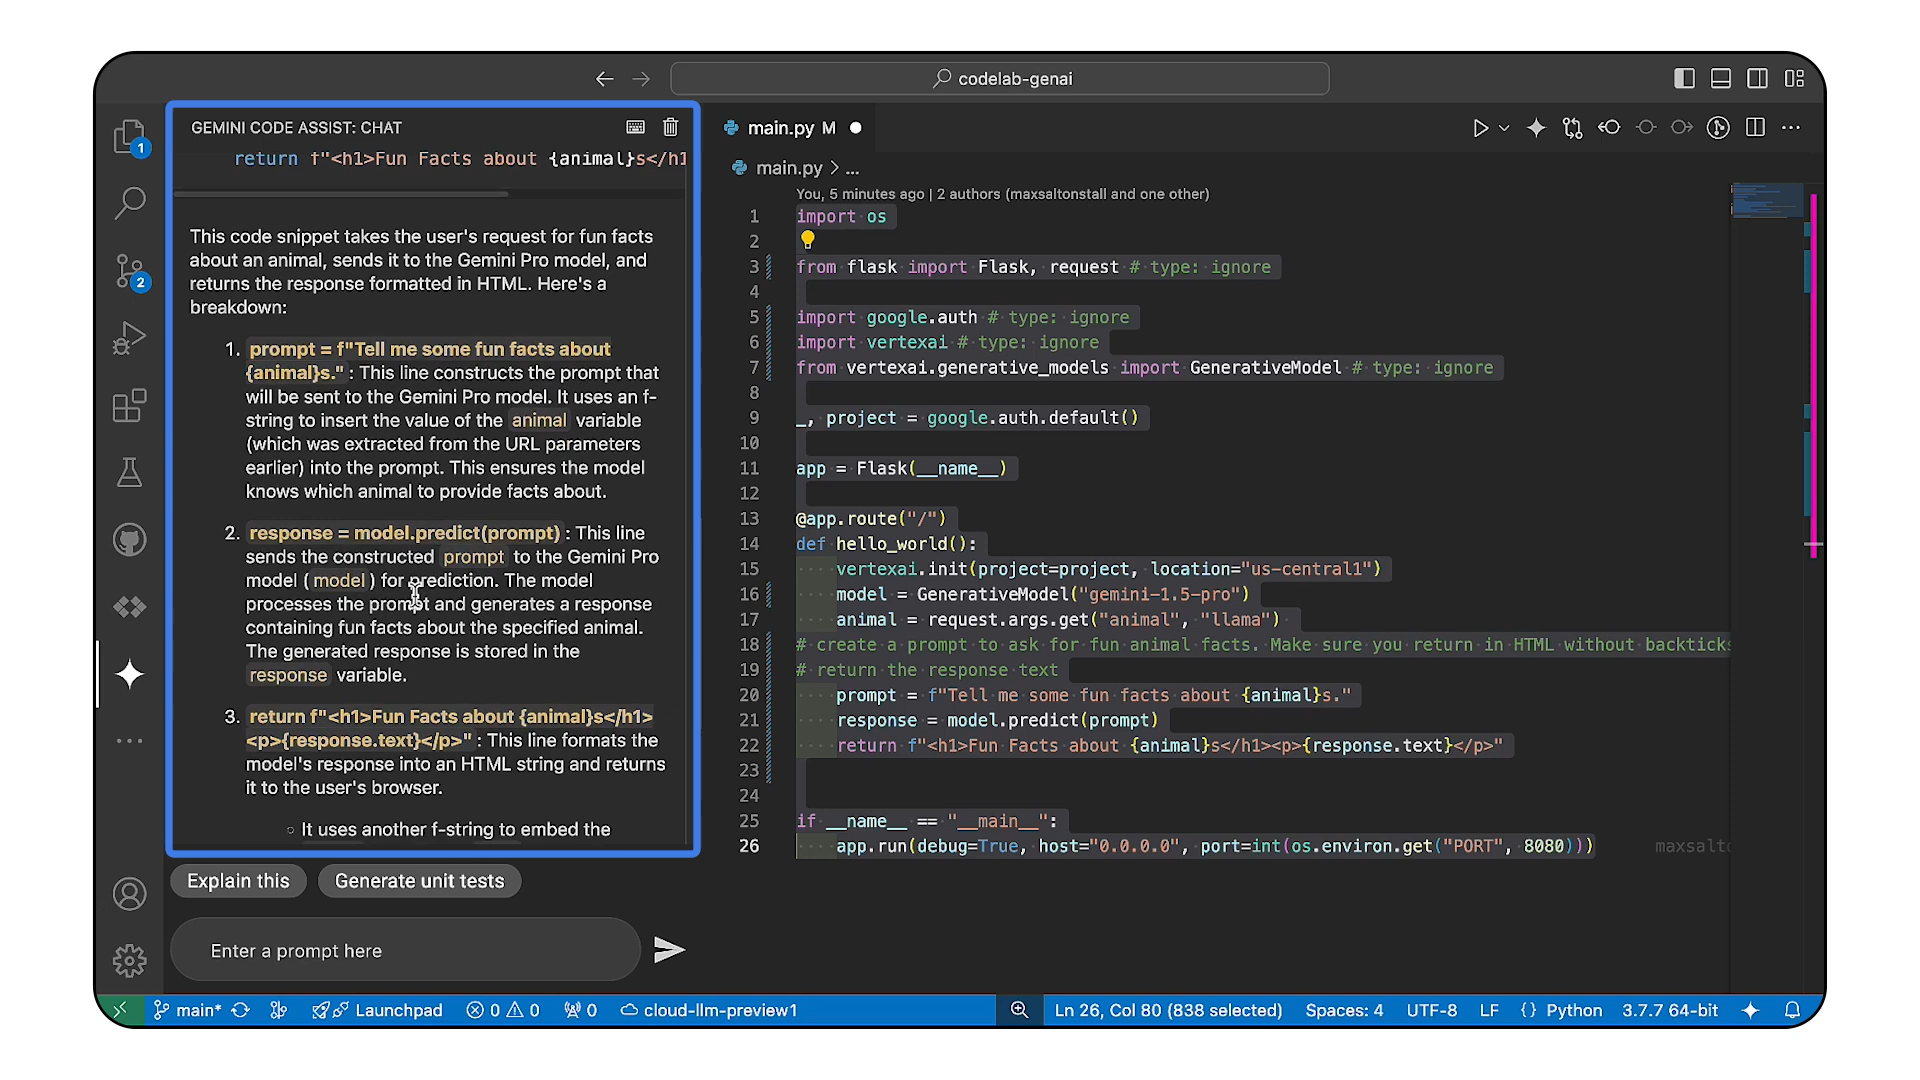 codelab-genai
1
2
GEMINI CODE ASSIST: CHAT
return f"<h1>Fun Facts about {animal}s</h1
This code snippet takes the user's request for fun facts
about an animal, sends it to the Gemini Pro model, and
returns the response formatted in HTML. Here's a
breakdown:
1. prompt = f"Tell me some fun facts about
{animal}s." : This line constructs the prompt that
will be sent to the Gemini Pro model. It uses an f-
string to insert the value of the animal variable
(which was extracted from the URL parameters
earlier) into the prompt. This ensures the model
knows which animal to provide facts about.
2. response = model.predict(prompt) : This line
sends the constructed prompt to the Gemini Pro
model ( model ) for prediction. The model
processes the prompt and generates a response
containing fun facts about the specified animal.
The generated response is stored in the
response variable.
3. return f"<h1>Fun Facts about {animal}s</h1>
<p>{response.text}</p>" : This line formats the
model's response into an HTML string and returns
it to the user's browser.
◦ It uses another f-string to embed the
Explain this
Generate unit tests
Enter a prompt here
main.py M
main.py > ...
You, 5 minutes ago | 2 authors (maxsaltonstall and one other)
1 import os
2
3 from flask import Flask, request # type: ignore
4
5 import google.auth # type: ignore
6 import vertexai # type: ignore
7 from vertexai.generative_models import GenerativeModel # type: ignore
8
9 _, project = google.auth.default()
10
11 app = Flask(__name__)
12
13 @app.route("/")
14 def hello_world():
15 vertexai.init(project=project, location="us-central1")
16 model = GenerativeModel("gemini-1.5-pro")
17 animal = request.args.get("animal", "llama")
18 # create a prompt to ask for fun animal facts. Make sure you return in HTML without backticks
19 # return the response text
20 prompt = f"Tell me some fun facts about {animal}s."
21 response = model.predict(prompt)
22 return f"<h1>Fun Facts about {animal}s</h1><p>{response.text}</p>"
23
24
25 if __name__ == "__main__":
26 app.run(debug=True, host="0.0.0.0", port=int(os.environ.get("PORT", 8080))) maxsalto
main* Launchpad 0 0 0 cloud-llm-preview1 Ln 26, Col 80 (838 selected) Spaces: 4 UTF-8 LF {} Python 3.7.7 64-bit